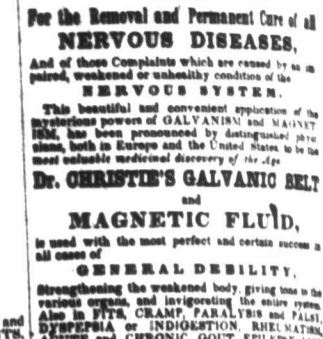 For the Removal and Permanent Cure of all
NERVOUS DISEASES,
And of those Complaints which are caused by an im
paired, weakened or unhealthy condition of the
NERVOUS SYSTEM.
This beautiful and convenient application of the
mysterious powers of GALVANISM and MAGNET
ISM, has been pronounced by distinguished phys
sians, both in Europe and the United States to be the
most valuable medicinal discovery of the Age
Dr. CHRISTIE'S GALVANIC BELT
and
MAGNETIC FLUID,
is used with the most perfect and certain success in
all cases of
GENERAL DEBILITY,
Strengthening the weakened body, giving tone to the
various organs, and invigorating the entire system
Also in FITS, CRAMP, PARALYSIS and PALSY,
DYSPEPSIA or INDIGESTION, RHEUMATISM,
and CHRONIC GOUT
and